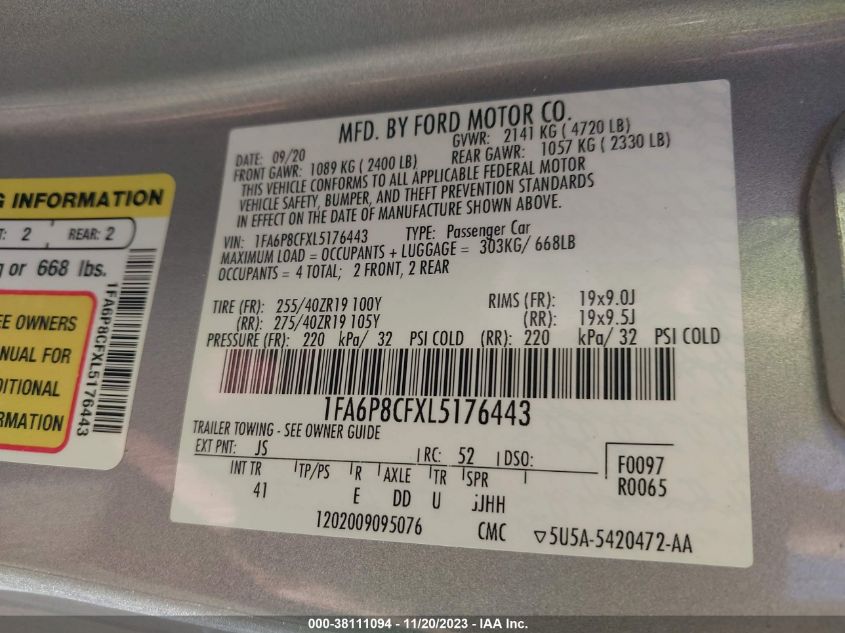 G INFORMATION
T: 2 REAR: 2
g or 668 lbs.
EE OWNERS
ANUAL FOR
DITIONAL
RMATION
1FA6P8CFXL5176443
MFD. BY FORD MOTOR CO.
DATE: 09/20 GVWR: 2141 KG ( 4720 LB)
FRONT GAWR: 1089 KG ( 2400 LB) REAR GAWR: 1057 KG ( 2330 LB)
THIS VEHICLE CONFORMS TO ALL APPLICABLE FEDERAL MOTOR
VEHICLE SAFETY, BUMPER, AND THEFT PREVENTION STANDARDS
IN EFFECT ON THE DATE OF MANUFACTURE SHOWN ABOVE.
VIN: 1FA6P8CFXL5176443 TYPE: Passenger Car
MAXIMUM LOAD = OCCUPANTS + LUGGAGE = 303KG/ 668LB
OCCUPANTS = 4 TOTAL; 2 FRONT, 2 REAR
TIRE (FR): 255/40ZR19 100Y RIMS (FR): 19x9.0J
(RR): 275/40ZR19 105Y (RR): 19x9.5J
PRESSURE (FR): 220 kPa/ 32 PSI COLD (RR): 220 kPa/ 32 PSI COLD
1FA6P8CFXL5176443
TRAILER TOWING - SEE OWNER GUIDE
EXT PNT: JS RC: 52 DSO: F0097
INT TR TP/PS R AXLE TR SPR R0065
41 E DD U JJHH
1202009095076 CMC ▽5U5A-5420472-AA
000-38111094 - 11/20/2023 - IAA Inc.